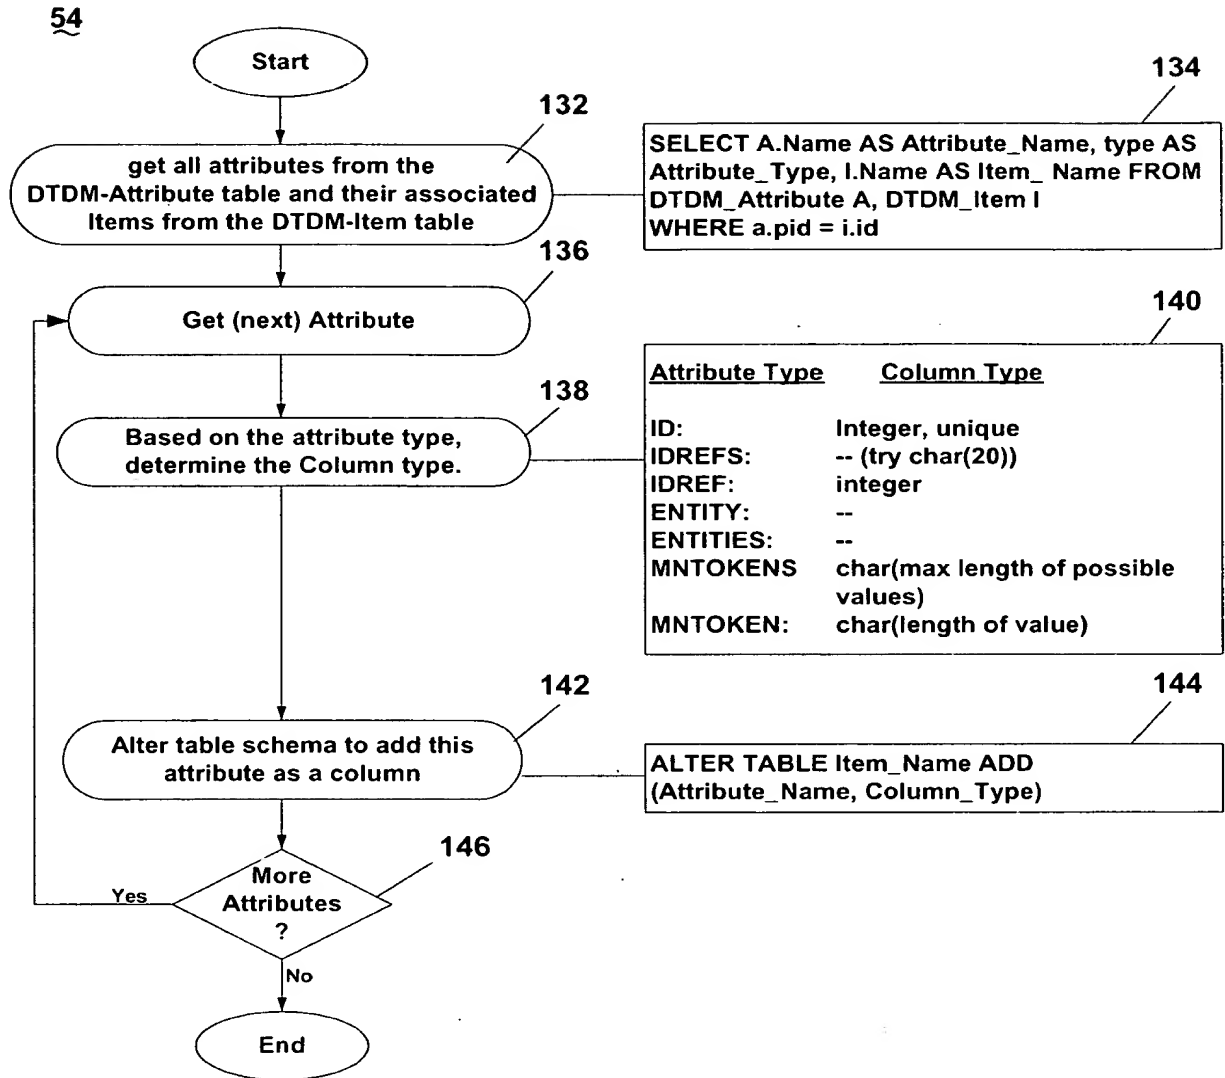 54
Start
132
get all attributes from the
DTDM-Attribute table and their associated
Items from the DTDM-Item table
134
SELECT A.Name AS Attribute_Name, type AS
Attribute_Type, I.Name AS Item_ Name FROM
DTDM_Attribute A, DTDM_Item I
WHERE a.pid = i.id
136
Get (next) Attribute
138
Based on the attribute type,
determine the Column type.
140
Attribute Type Column Type
ID: Integer, unique
IDREFS: -- (try char(20))
IDREF: integer
ENTITY: --
ENTITIES: --
MNTOKENS char(max length of possible
values)
MNTOKEN: char(length of value)
142
Alter table schema to add this
attribute as a column
144
ALTER TABLE Item_Name ADD
(Attribute_Name, Column_Type)
146
More
Attributes
?
Yes
No
End